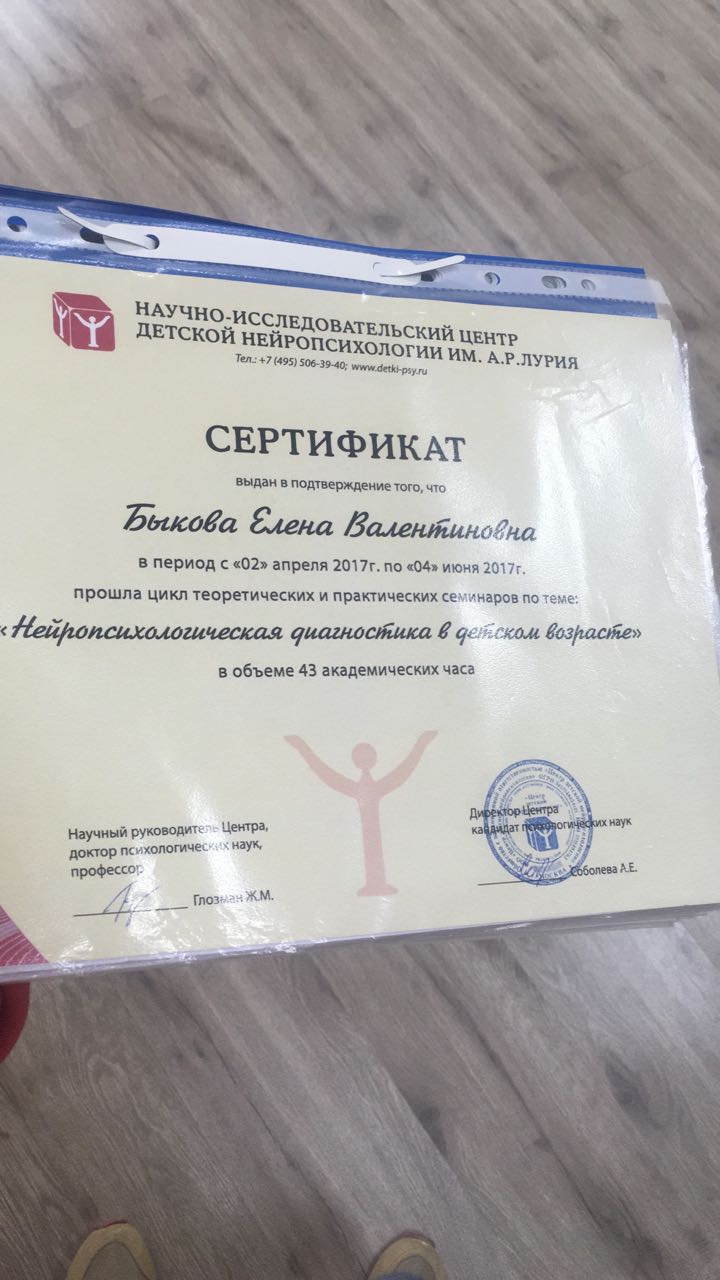 НАУЧНО-ИССЛЕДОВАТЕЛЬСКИЙ ЦЕНТР
ДЕТСКОЙ НЕЙРОПСИХОЛОГИИ ИМ. А.Р.ЛУРИЯ
Тел.: +7 (495) 506-39-40; www.detki-psy.ru
СЕРТИФИКАТ
выдан в подтверждение того, что
Быкова Елена Валентиновна
в период с «02» апреля 2017г. по «04» июня 2017г.
прошла цикл теоретических и практических семинаров по теме:
«Нейропсихологическая диагностика в детском возрасте»
в объеме 43 академических часа
Научный руководитель Центра,
доктор психологических наук,
профессор
Глозман Ж.М.
Директор Центра
кандидат психологических наук
Соболева А.Е.